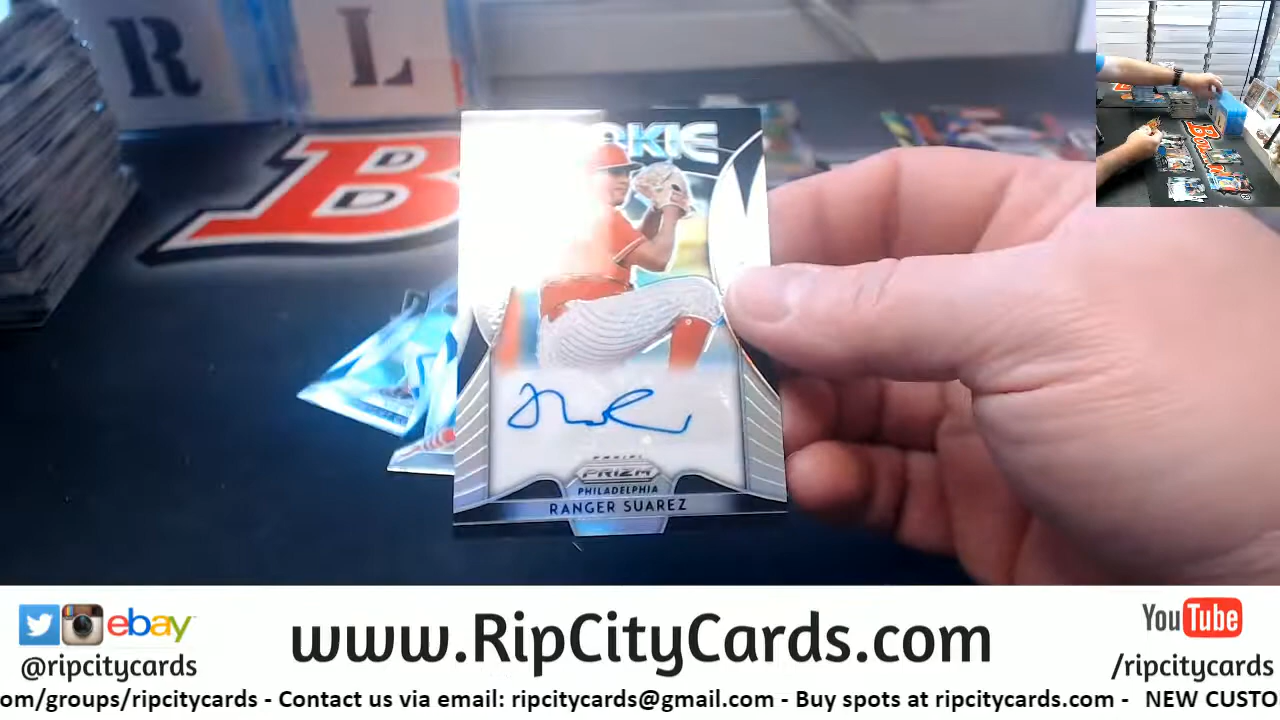 R L
B
PANINI
PRIZM
PHILADELPHIA
RANGER SUAREZ
ebay
@ripcitycards
www.RipCityCards.com
YouTube
/ripcitycards
om/groups/ripcitycards - Contact us via email: ripcitycards@gmail.com - Buy spots at ripcitycards.com - NEW CUSTO